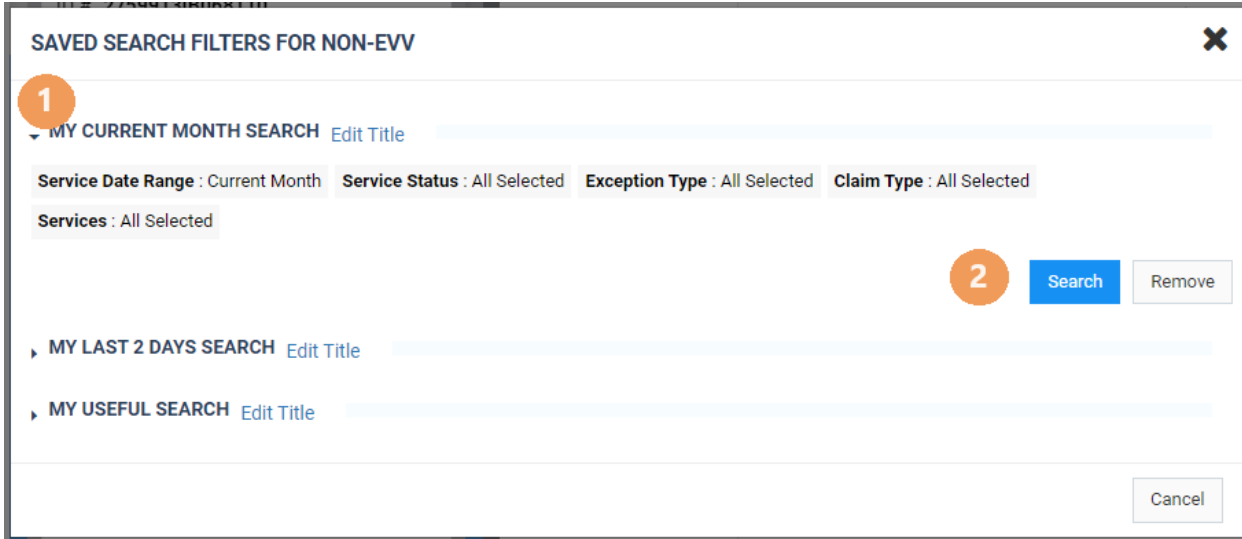 SAVED SEARCH FILTERS FOR NON-EVV
1
MY CURRENT MONTH SEARCH Edit Title
Service Date Range : Current Month Service Status : All Selected Exception Type : All Selected Claim Type : All Selected
Services : All Selected
2 Search Remove
MY LAST 2 DAYS SEARCH Edit Title
MY USEFUL SEARCH Edit Title
Cancel